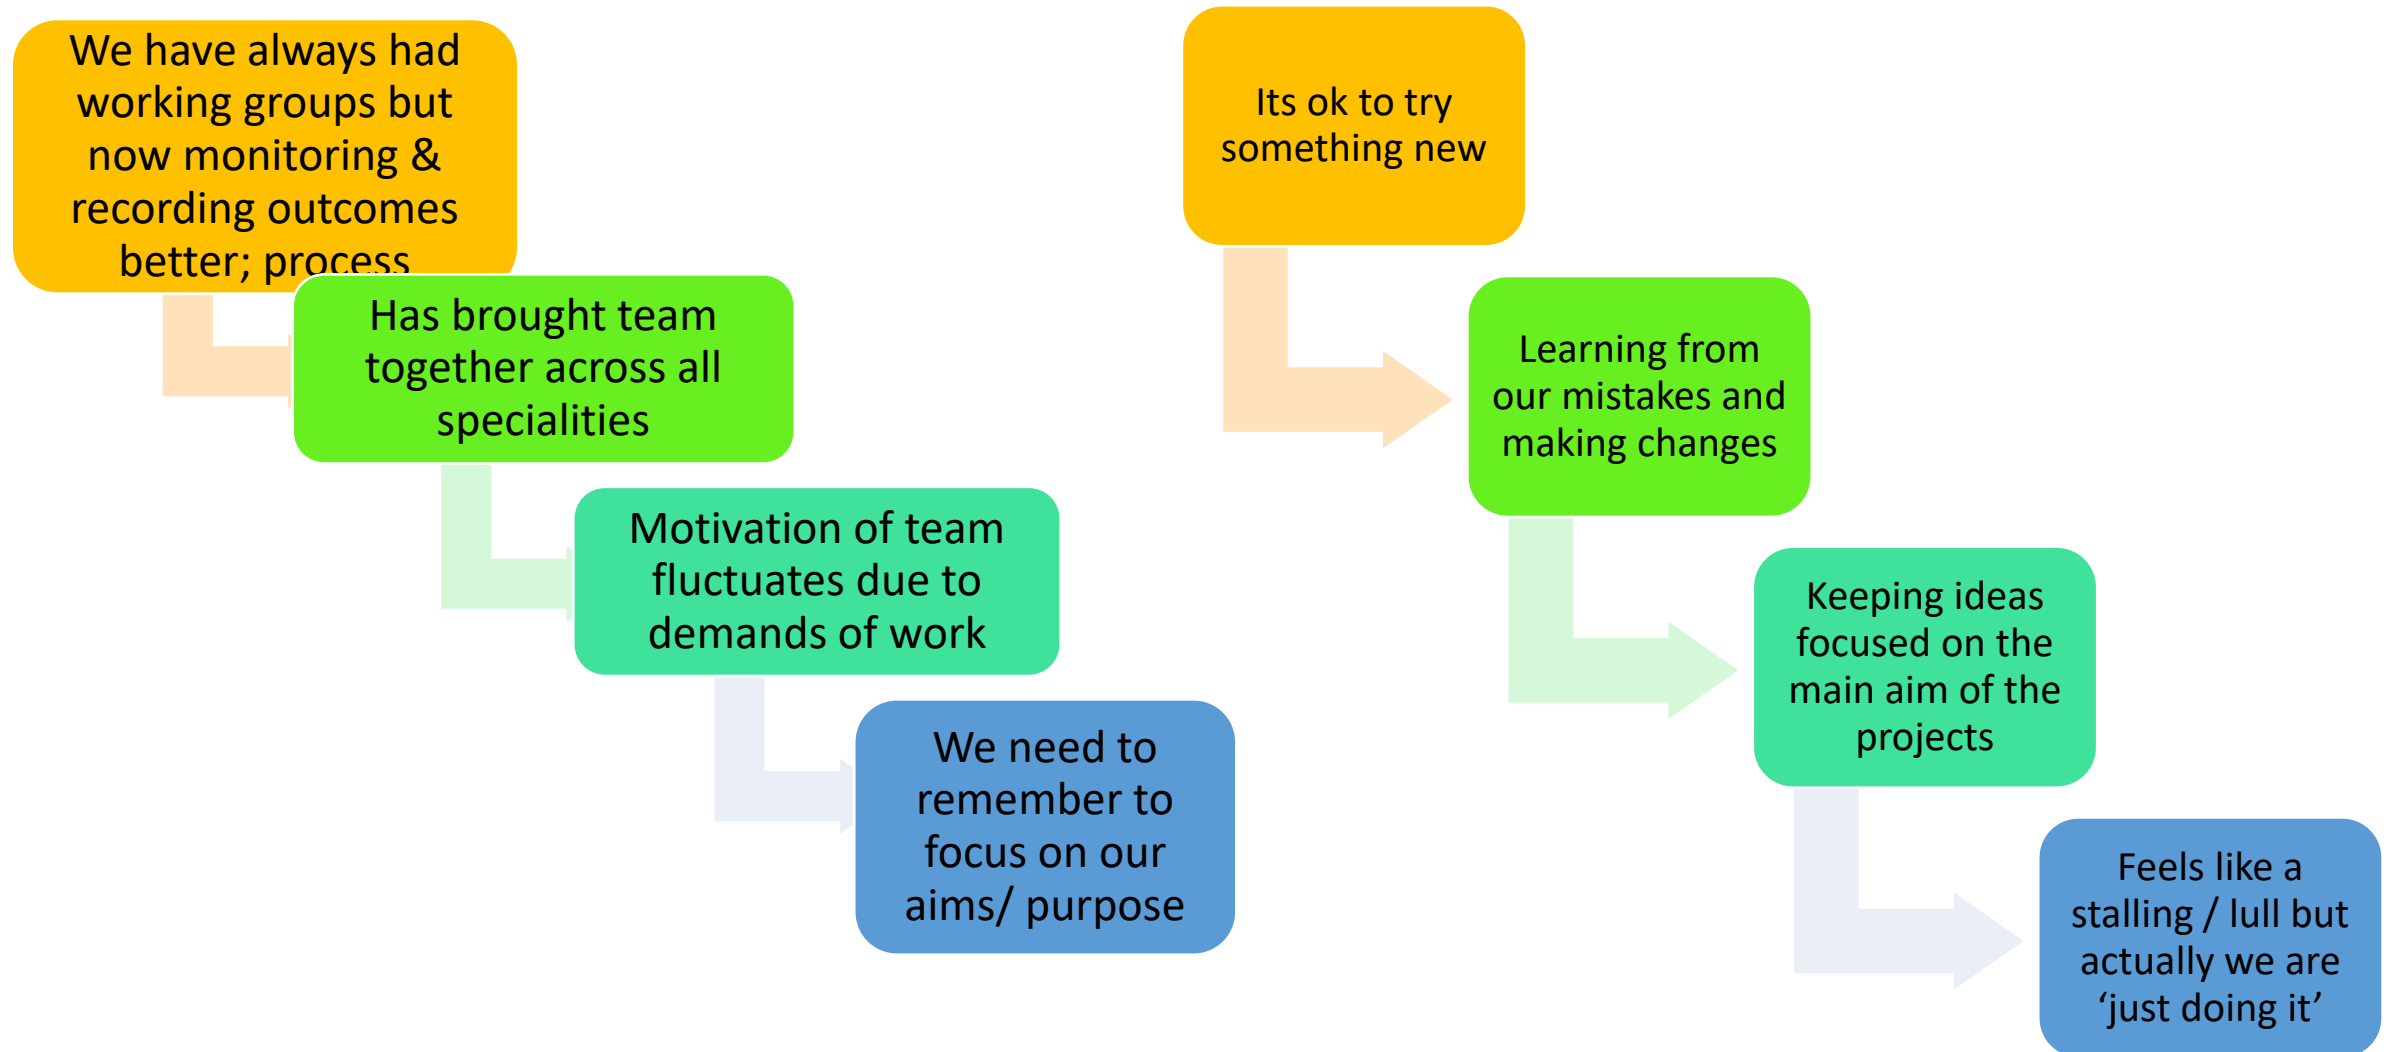 We have always had
working groups but
now monitoring &
recording outcomes
better; process
Has brought team
together across all
specialities
Motivation of team
fluctuates due to
demands of work
We need to
remember to
focus on our
aims/ purpose
Its ok to try
something new
Learning from
our mistakes and
making changes
Keeping ideas
focused on the
main aim of the
projects
Feels like a
stalling / lull but
actually we are
‘just doing it’